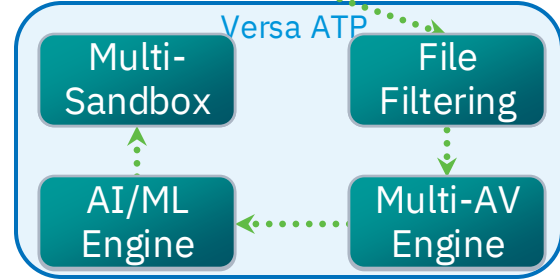 Versa ATP
Multi-
Sandbox
File
Filtering
AI/ML
Engine
Multi-AV
Engine